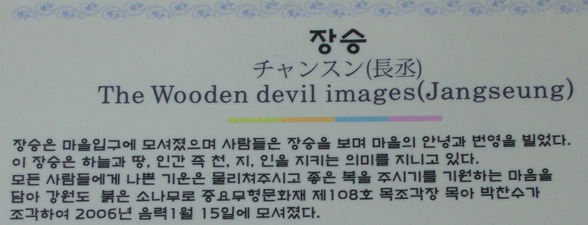 장승
チャンスン(長丞)
The Wooden devil images(Jangseung)
장승은 마을입구에 모셔졌으며 사람들은 장승을 보며 마을의 안녕과 번영을 빌었다.
이 장승은 하늘과 땅, 인간 즉 천, 지, 인을 지키는 의미를 지니고 있다.
모든 사람들에게 나쁜 기운은 물리쳐주시고 좋은 복을 주시기를 기원하는 마음을
담아 강원도 붉은 소나무로 중요무형문화재 제108호 목조각장 목아 박찬수가
조각하여 2006년 음력1월 15일에 모셔졌다.